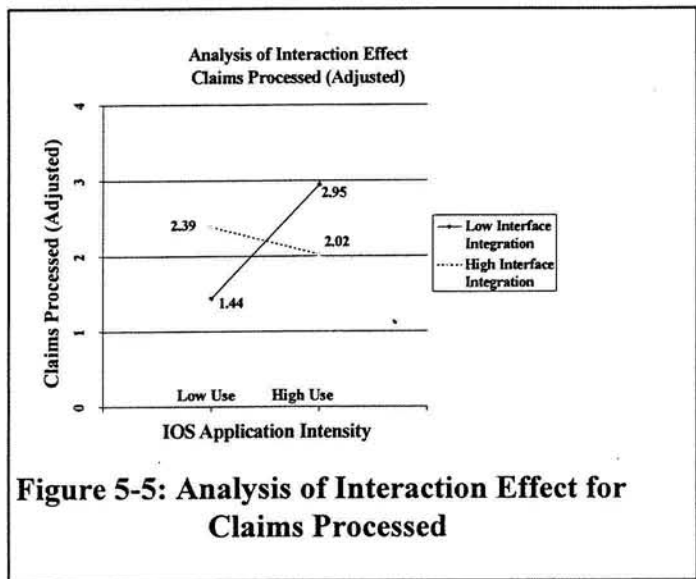 Analysis of Interaction Effect
Claims Processed (Adjusted)
Claims Processed (Adjusted)
4
3
2
1
0
2.39
2.95
2.02
1.44
Low Use High Use
IOS Application Intensity
Low Interface
Integration
High Interface
Integration
Figure 5-5: Analysis of Interaction Effect for
Claims Processed